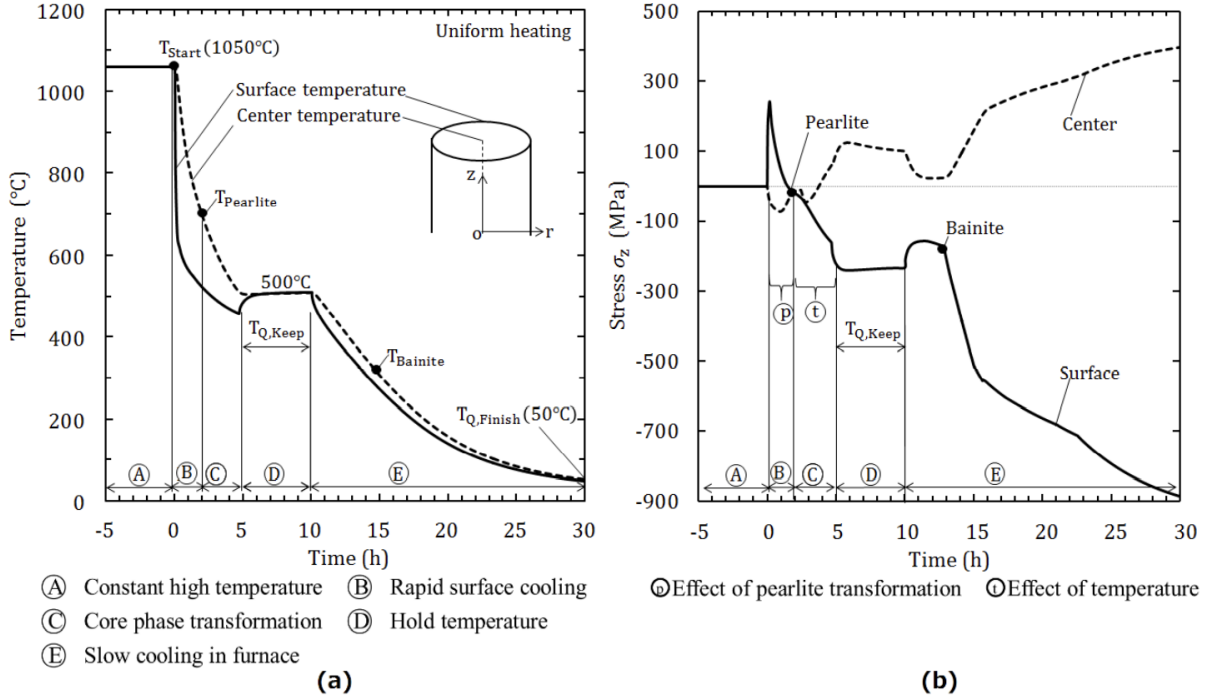 Uniform heating
T_Start (1050°C)
Surface temperature
Center temperature
z
o
r
T_Pearlite
500°C
T_Q,Keep
T_Bainite
T_Q,Finish (50°C)
Ⓐ Ⓑ Ⓒ Ⓓ Ⓔ
Temperature (°C)
1000
800
600
400
200
0
-5 0 5 10 15 20 25 30
Time (h)
Ⓐ Constant high temperature Ⓑ Rapid surface cooling
Ⓒ Core phase transformation Ⓓ Hold temperature
Ⓔ Slow cooling in furnace
(a)
Stress σ_z (MPa)
500
300
100
-100
-300
-500
-700
-900
Pearlite
Center
Bainite
ⓟ ⓣ
T_Q,Keep
Surface
Ⓐ Ⓑ Ⓒ Ⓓ Ⓔ
-5 0 5 10 15 20 25 30
Time (h)
ⓟEffect of pearlite transformation ⓣEffect of temperature
(b)